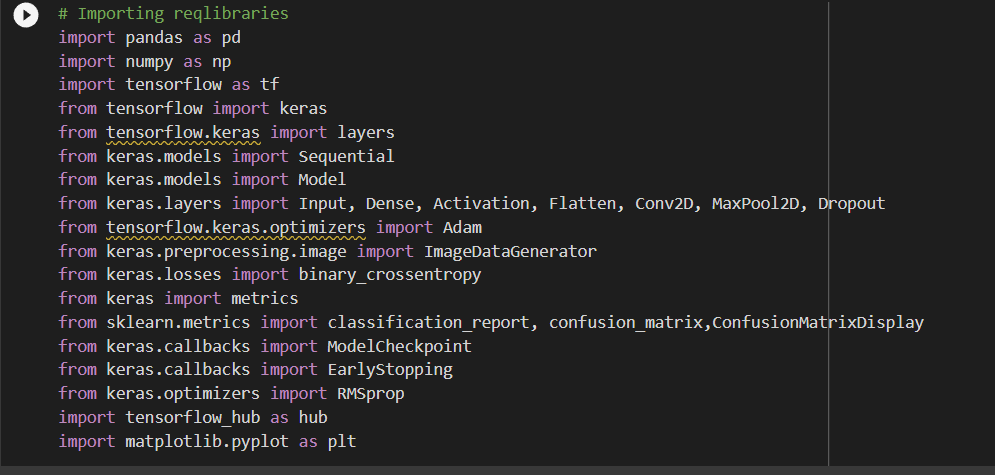 # Importing reqlibraries
import pandas as pd
import numpy as np
import tensorflow as tf
from tensorflow import keras
from tensorflow.keras import layers
from keras.models import Sequential
from keras.models import Model
from keras.layers import Input, Dense, Activation, Flatten, Conv2D, MaxPool2D, Dropout
from tensorflow.keras.optimizers import Adam
from keras.preprocessing.image import ImageDataGenerator
from keras.losses import binary_crossentropy
from keras import metrics
from sklearn.metrics import classification_report, confusion_matrix,ConfusionMatrixDisplay
from keras.callbacks import ModelCheckpoint
from keras.callbacks import EarlyStopping
from keras.optimizers import RMSprop
import tensorflow_hub as hub
import matplotlib.pyplot as plt